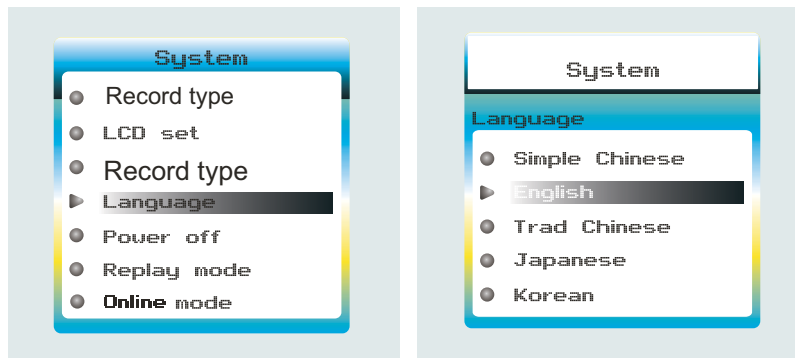 System
Record type
LCD set
Record type
Language
Power off
Replay mode
Online mode
System
Language
Simple Chinese
English
Trad Chinese
Japanese
Korean